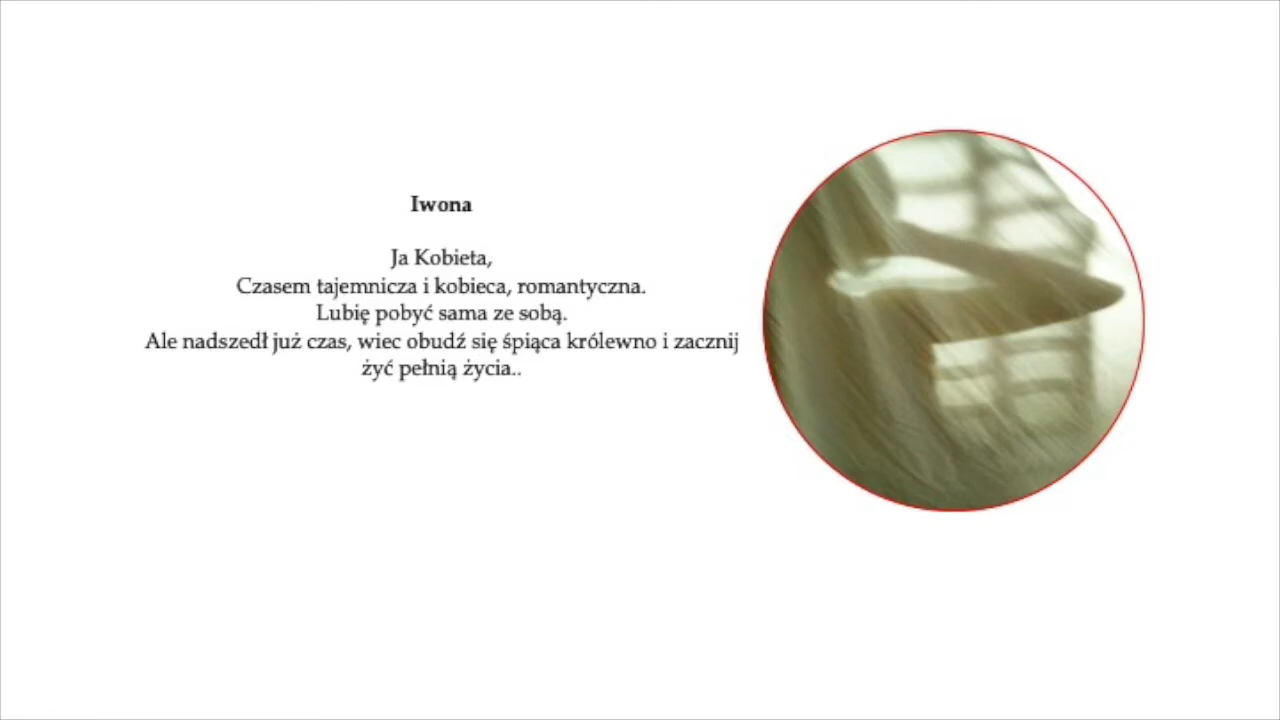 Iwona
Ja Kobieta,
Czasem tajemnicza i kobieca, romantyczna.
Lubię pobyć sama ze sobą.
Ale nadszedł już czas, wiec obudź się śpiąca królewno i zacznij
żyć pełnią życia..